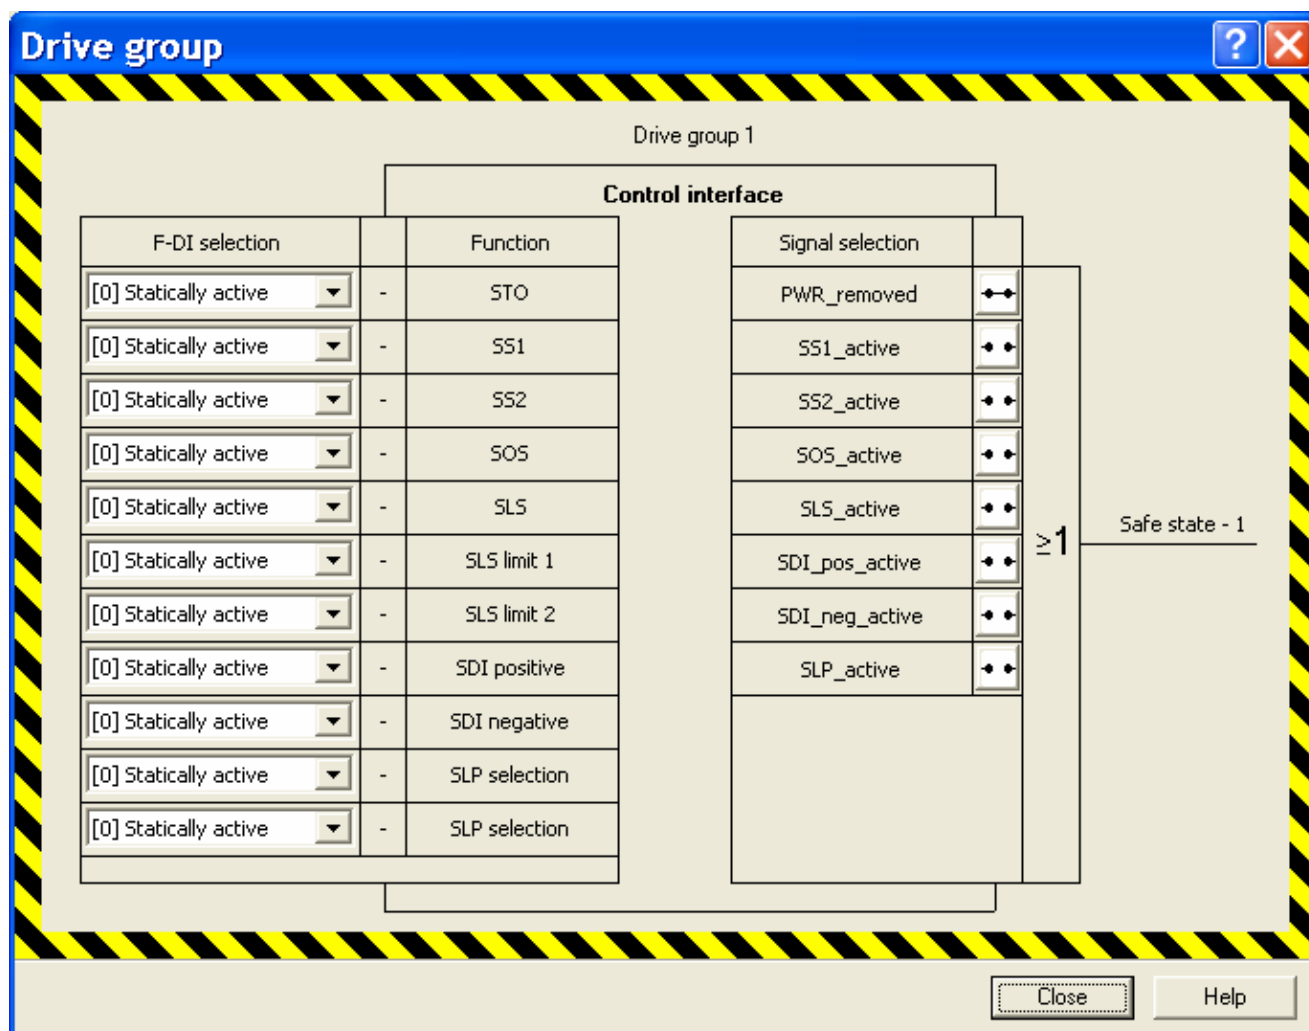 Drive group
Drive group 1
Control interface
F-DI selection Function Signal selection
[0] Statically active - STO PWR_removed
[0] Statically active - SS1 SS1_active
[0] Statically active - SS2 SS2_active
[0] Statically active - SOS SOS_active
[0] Statically active - SLS SLS_active
≥1 Safe state - 1
[0] Statically active - SLS limit 1 SDI_pos_active
[0] Statically active - SLS limit 2 SDI_neg_active
[0] Statically active - SDI positive SLP_active
[0] Statically active - SDI negative
[0] Statically active - SLP selection
[0] Statically active - SLP selection
Close Help